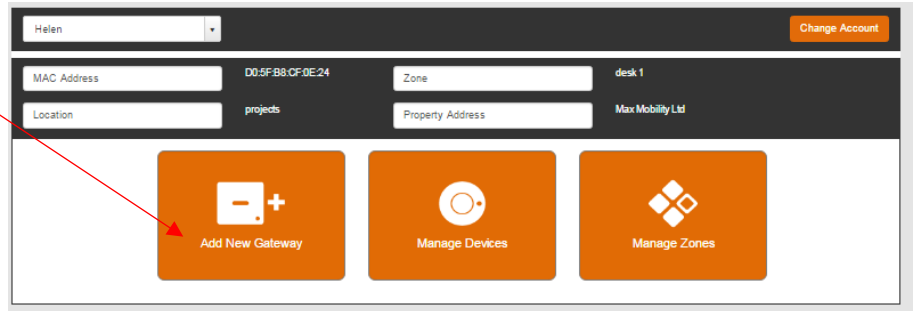 Helen
Change Account
MAC Address D0:5F:B8:CF:0E:24 Zone desk 1
Location projects Property Address Max Mobility Ltd
Add New Gateway Manage Devices Manage Zones